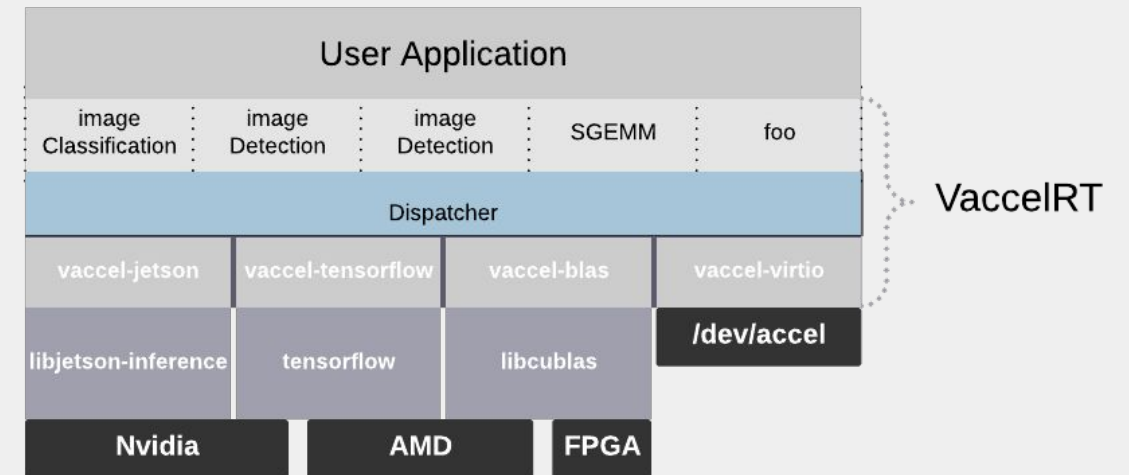 User Application
image
Classification
image
Detection
image
Detection
SGEMM
foo
Dispatcher
VaccelRT
vaccel-jetson
vaccel-tensorflow
vaccel-blas
vaccel-virtio
libjetson-inference
tensorflow
libcublas
/dev/accel
Nvidia
AMD
FPGA